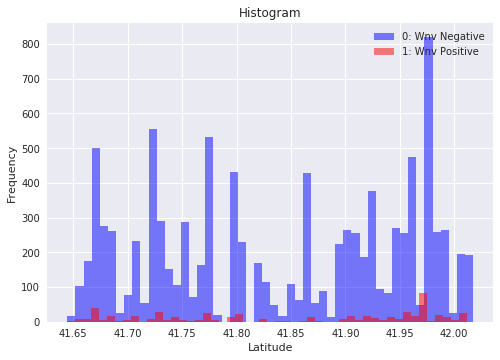 Histogram
0: Wnv Negative
1: Wnv Positive
800
700
600
500
400
300
200
100
0
Frequency
41.65 41.70 41.75 41.80 41.85 41.90 41.95 42.00
Latitude